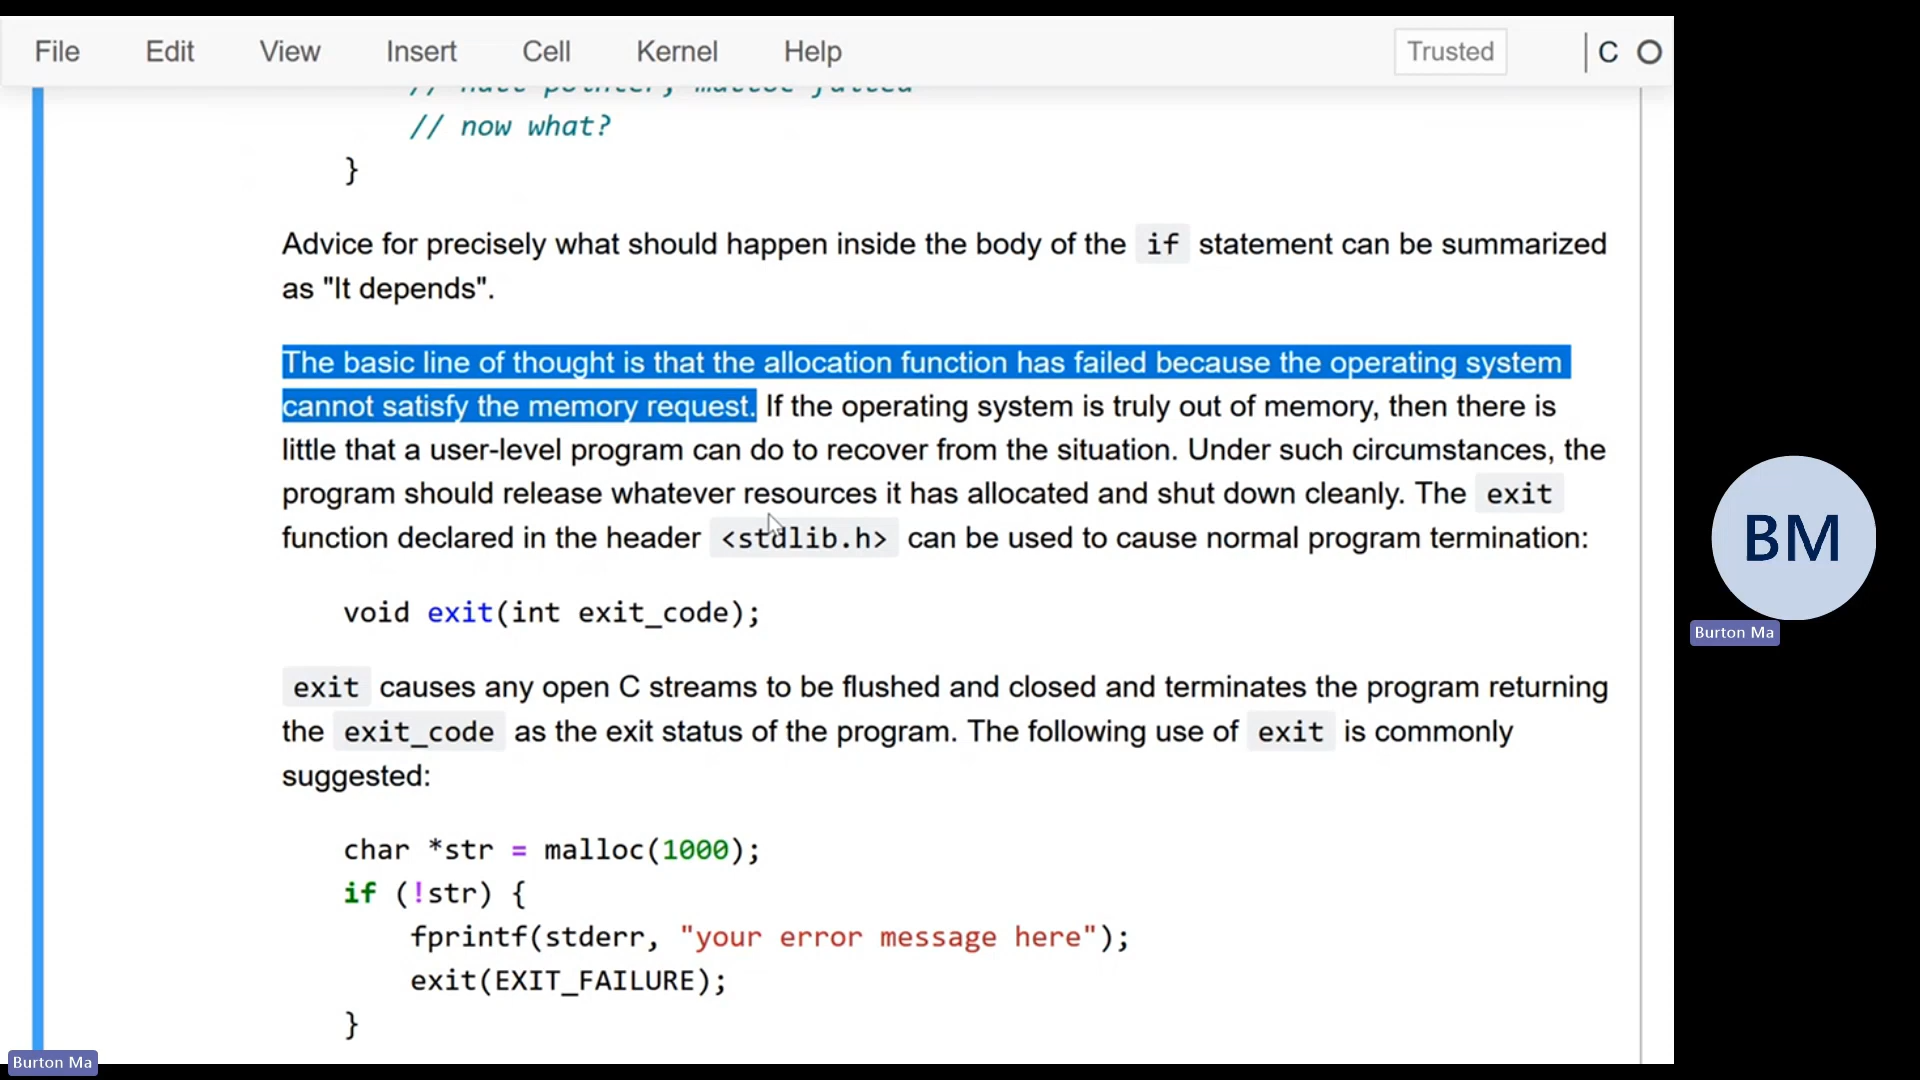 File Edit View Insert Cell Kernel Help Trusted C
// null pointer, malloc failed
// now what?
}
Advice for precisely what should happen inside the body of the if statement can be summarized
as "It depends".
The basic line of thought is that the allocation function has failed because the operating system
cannot satisfy the memory request. If the operating system is truly out of memory, then there is
little that a user-level program can do to recover from the situation. Under such circumstances, the
program should release whatever resources it has allocated and shut down cleanly. The exit
function declared in the header <stdlib.h> can be used to cause normal program termination:
void exit(int exit_code);
exit causes any open C streams to be flushed and closed and terminates the program returning
the exit_code as the exit status of the program. The following use of exit is commonly
suggested:
char *str = malloc(1000);
if (!str) {
fprintf(stderr, "your error message here");
exit(EXIT_FAILURE);
}
BM
Burton Ma
Burton Ma